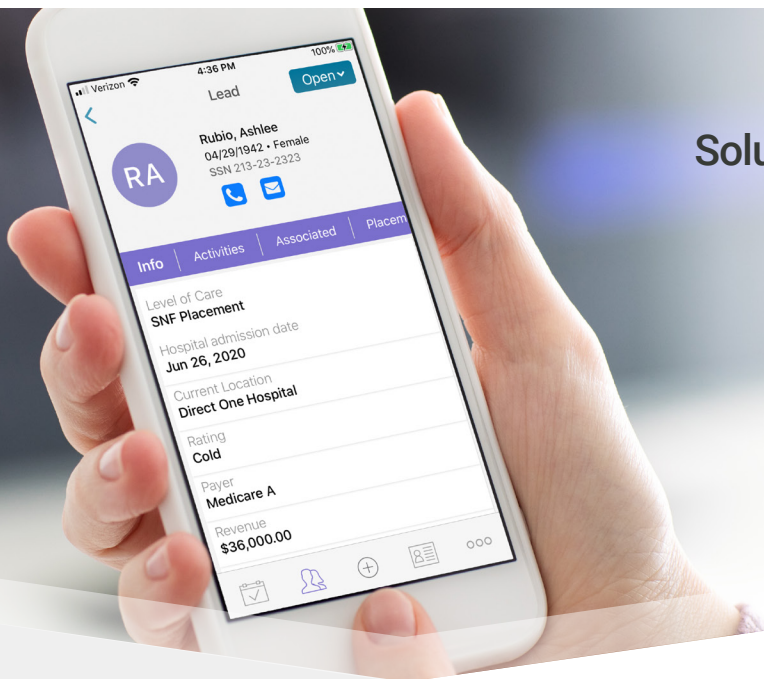 Verizon 4:36 PM 100%
Lead Open
RA
Rubio, Ashlee
04/29/1942 • Female
SSN 213-23-2323
Info Activities Associated Placem
Level of Care
SNF Placement
Hospital admission date
Jun 26, 2020
Current Location
Direct One Hospital
Rating
Cold
Payer
Medicare A
Revenue
$36,000.00
Solu